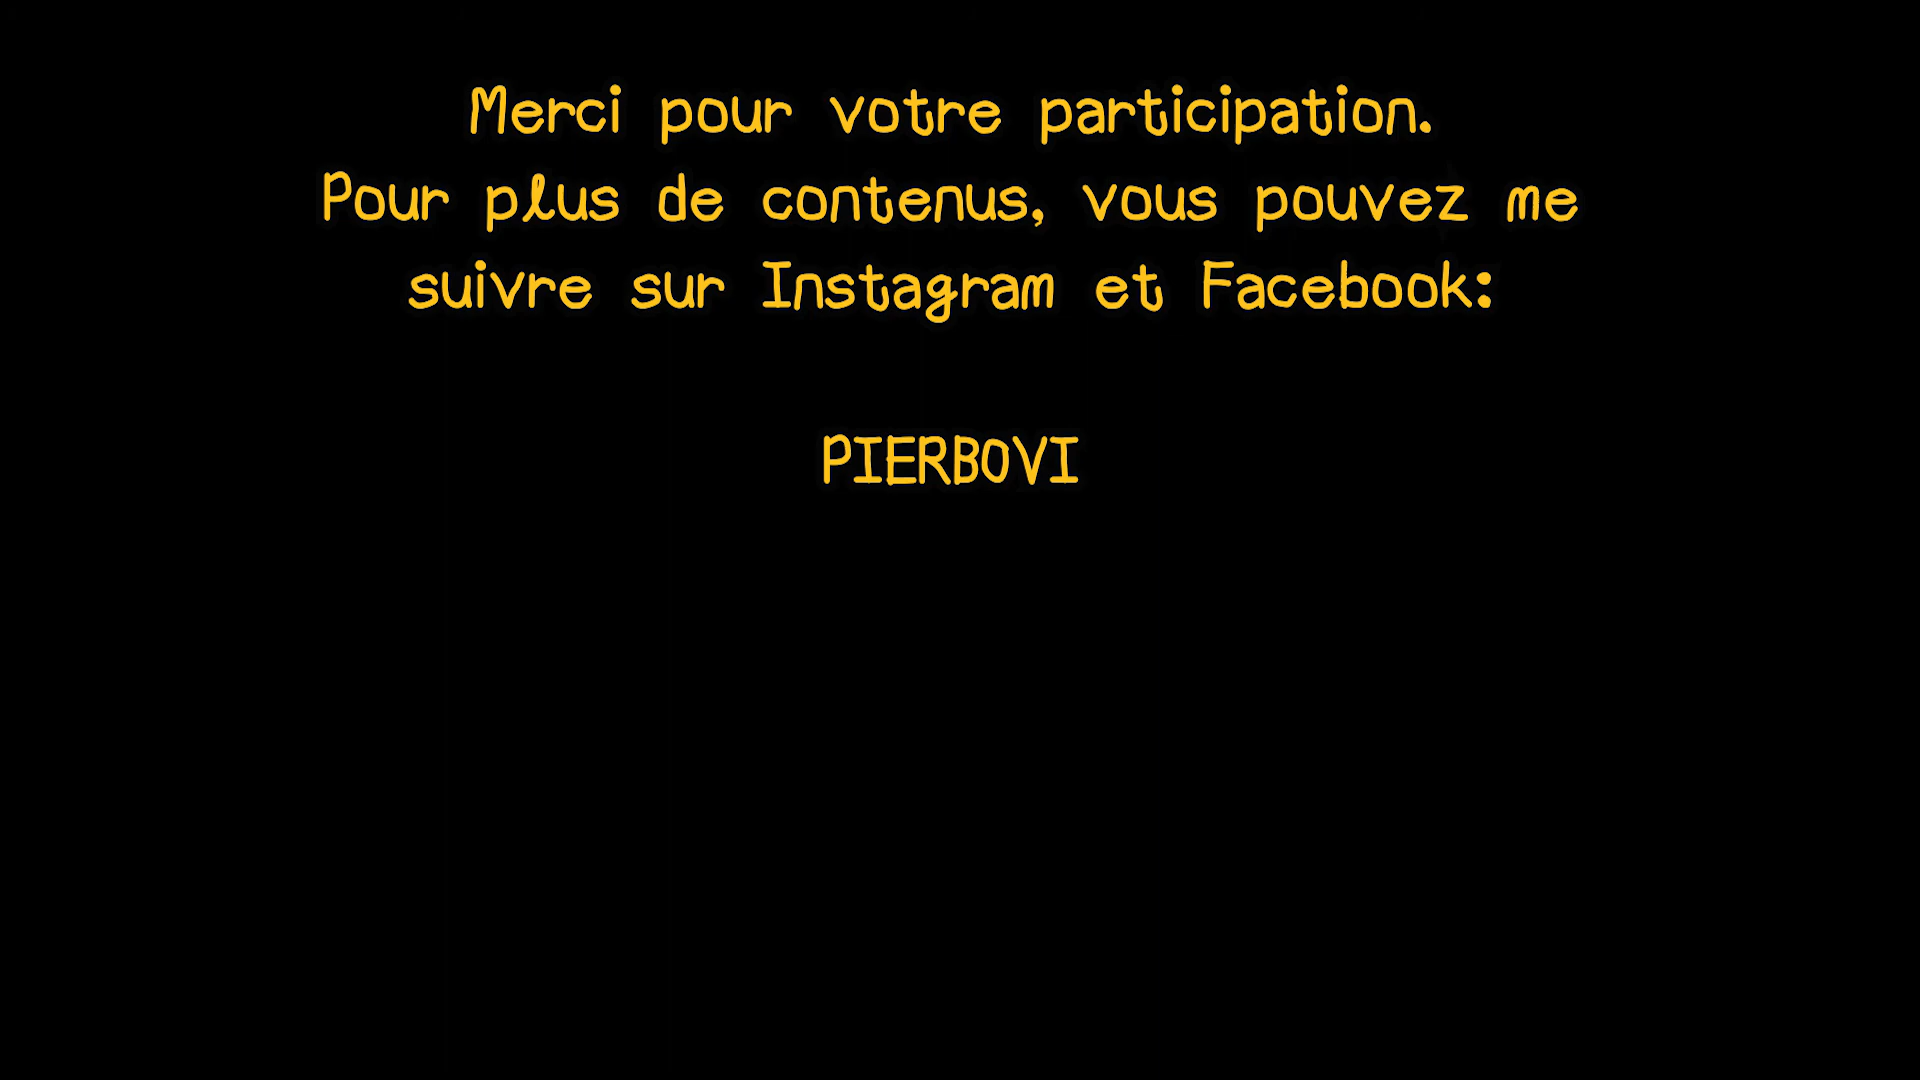 Merci pour votre participation.
Pour plus de contenus, vous pouvez me
suivre sur Instagram et Facebook:
PIERBOVI